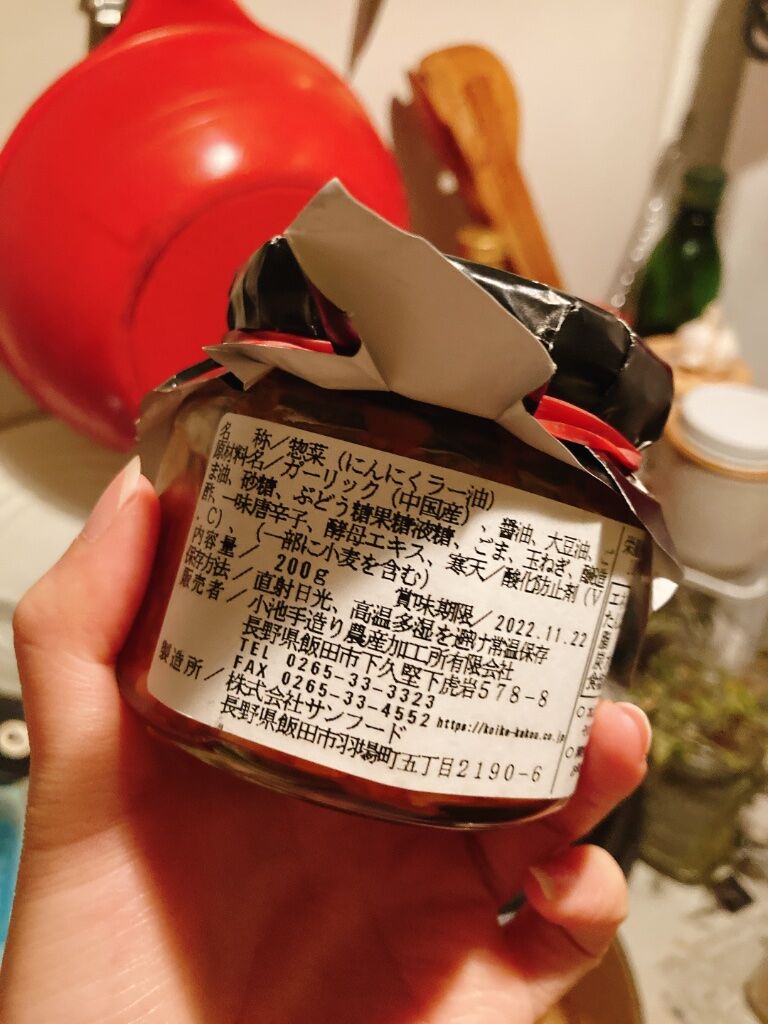 名 称／惣菜（にんにくラー油）
原材料名／ガーリック（中国産）、醤油、大豆油、ご
ま油、砂糖、ぶどう糖果糖液糖、ごま、玉ねぎ、醸造
酢、一味唐辛子、酵母エキス、寒天／酸化防止剤（V
．C）、（一部に小麦を含む）
内容量／ 200g 賞味期限／2022.11.22
保存方法／直射日光、高温多湿を避け常温保存
販売者／小池手造り農産加工所有限会社
長野県飯田市下久堅下虎岩578-8
TEL 0265-33-3323
FAX 0265-33-4552 https://koike-kakou.co.jp
製造所／株式会社サンフード
長野県飯田市羽場町五丁目2190-6